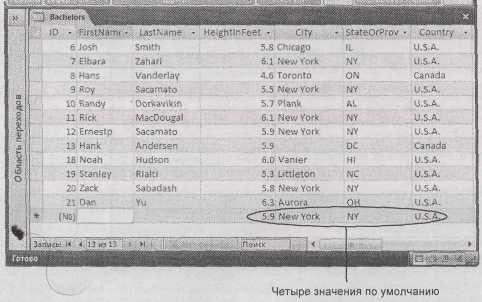 Bachelors
ID FirstName LastName HeightInFeet City StateOrProv Country
6 Josh Smith 5.8 Chicago IL U.S.A.
7 Elbara Zahari 6.1 New York NY U.S.A.
8 Hans Vanderlay 4.6 Toronto ON Canada
9 Roy Sacamato 5.5 New York NY U.S.A.
10 Randy Dorkavikin 5.7 Plank AL U.S.A.
11 Rick MacDougal 6.1 New York NY U.S.A.
12 Ernesto Sacamato 5.9 New York NY U.S.A.
13 Hank Andersen 5.9 DC Canada
18 Noah Hudson 6.0 Vanier HI U.S.A.
19 Stanley Rialti 5.3 Littleton NC U.S.A.
20 Zack Sabadash 5.8 New York NY U.S.A.
21 Dan Yu 6.3 Aurora OH U.S.A.
* (№) 5.9 New York NY U.S.A.
Область переходов
Запись: 13 из 13 Поиск
Готово
Четыре значения по умолчанию